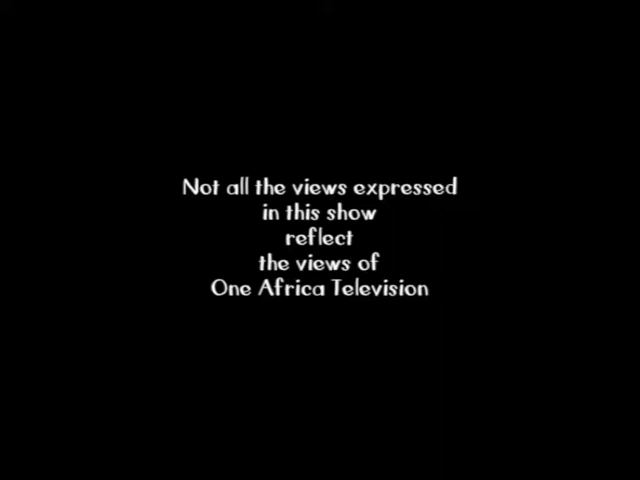 Not all the views expressed
in this show
reflect
the views of
One Africa Television